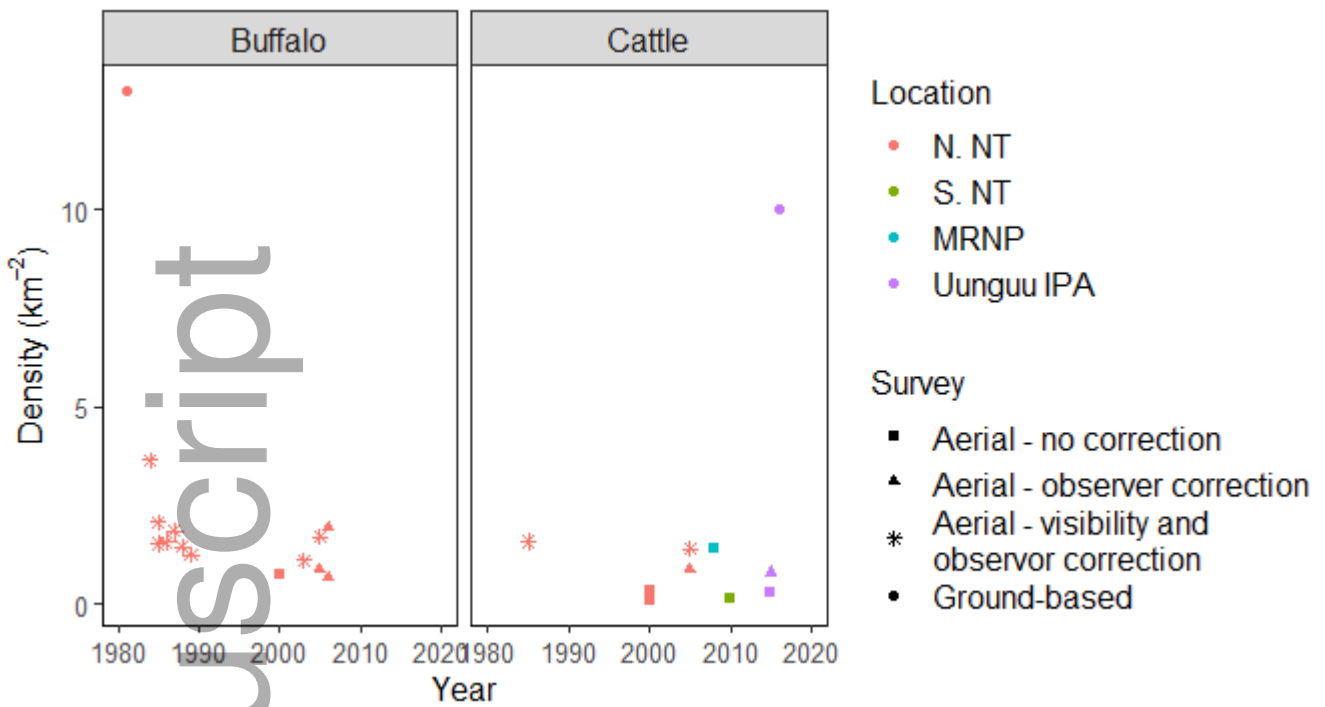 Buffalo
Cattle
Density (km⁻²)
10
5
0
1980 1990 2000 2010 2020
1980 1990 2000 2010 2020
Year
Location
N. NT
S. NT
MRNP
Uunguu IPA
Survey
Aerial - no correction
Aerial - observer correction
Aerial - visibility and
observor correction
Ground-based
uscript